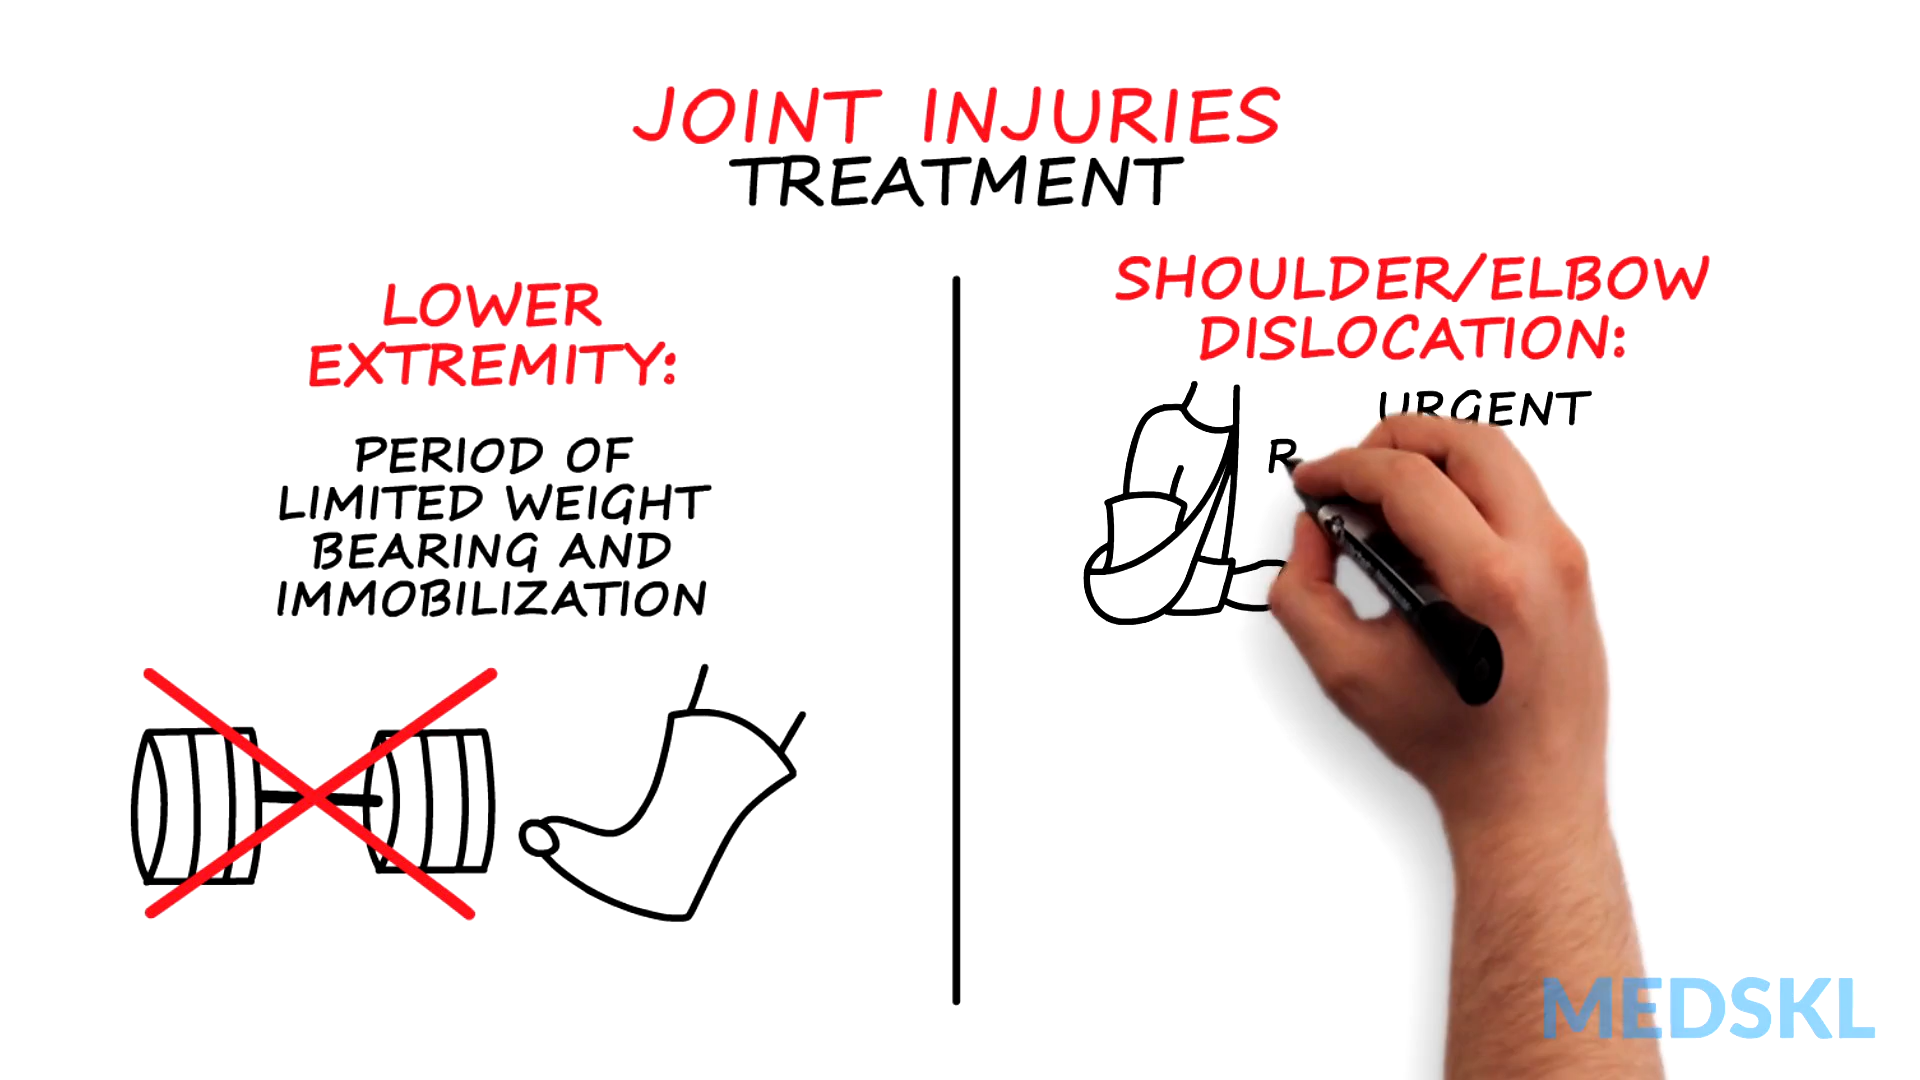 JOINT INJURIES
TREATMENT
LOWER
EXTREMITY:
PERIOD OF
LIMITED WEIGHT
BEARING AND
IMMOBILIZATION
SHOULDER/ELBOW
DISLOCATION:
URGENT
R
MEDSKL